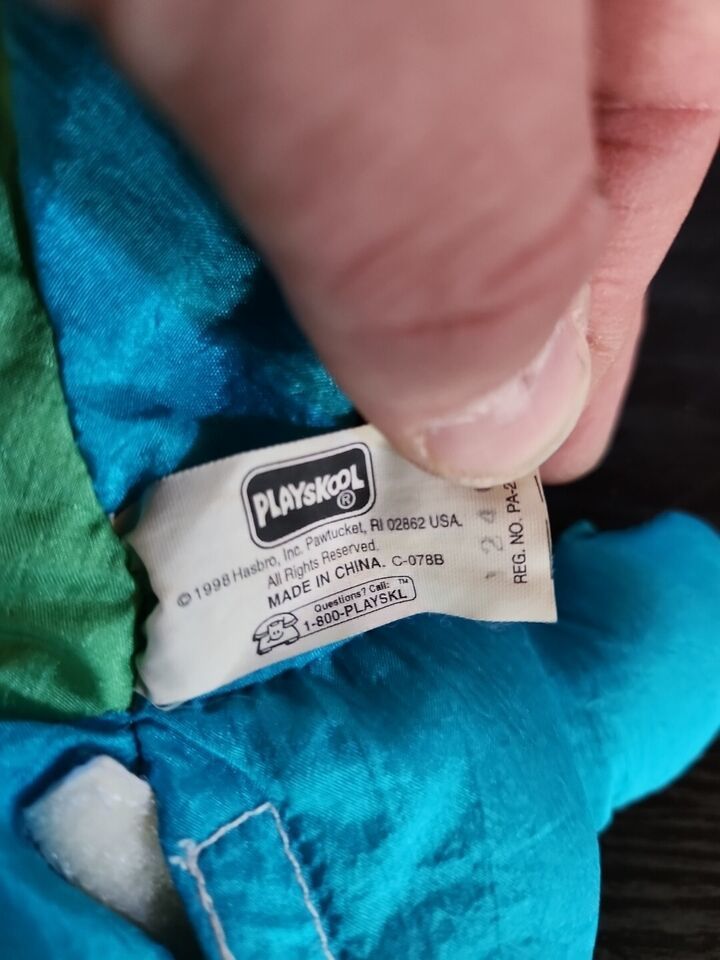 PLAYSKOOL®
©1998 Hasbro, Inc. Pawtucket, RI 02862 USA.
All Rights Reserved.
MADE IN CHINA. C-078B
Questions? Call: ™
1-800-PLAYSKL
REG. NO. PA-2